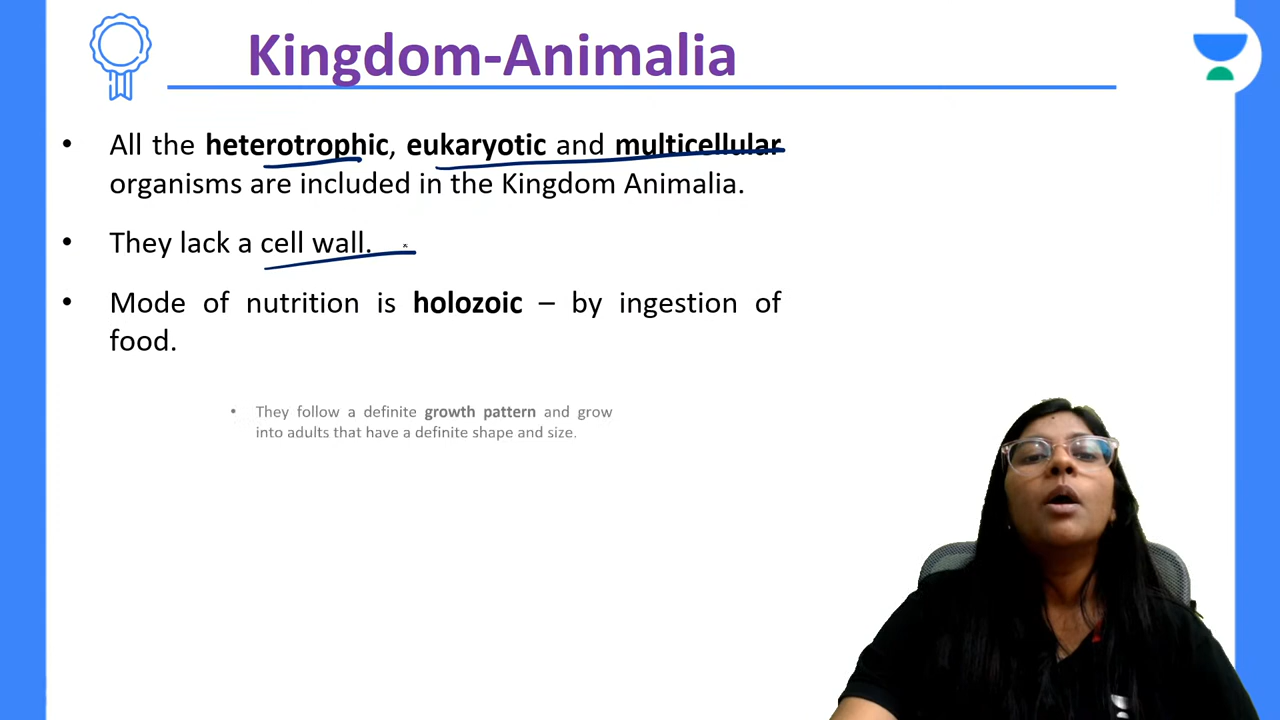 Kingdom-Animalia
• All the heterotrophic, eukaryotic and multicellular
organisms are included in the Kingdom Animalia.
• They lack a cell wall.
• Mode of nutrition is holozoic – by ingestion of
food.
• They follow a definite growth pattern and grow
into adults that have a definite shape and size.